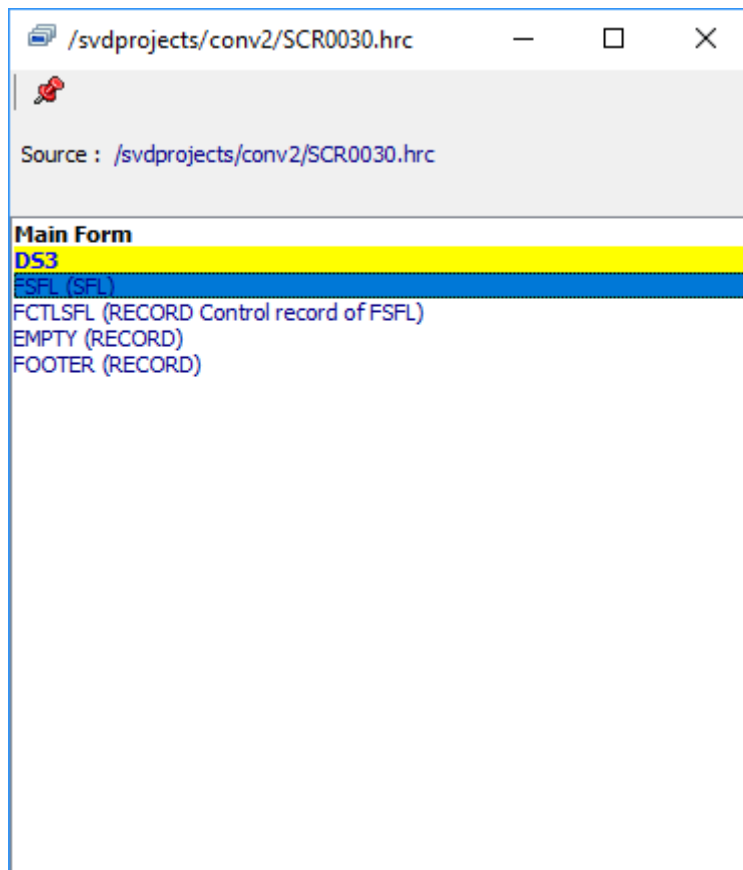 /svdprojects/conv2/SCR0030.hrc
Source : /svdprojects/conv2/SCR0030.hrc
Main Form
DS3
FSFL (SFL)
FCTLSFL (RECORD Control record of FSFL)
EMPTY (RECORD)
FOOTER (RECORD)